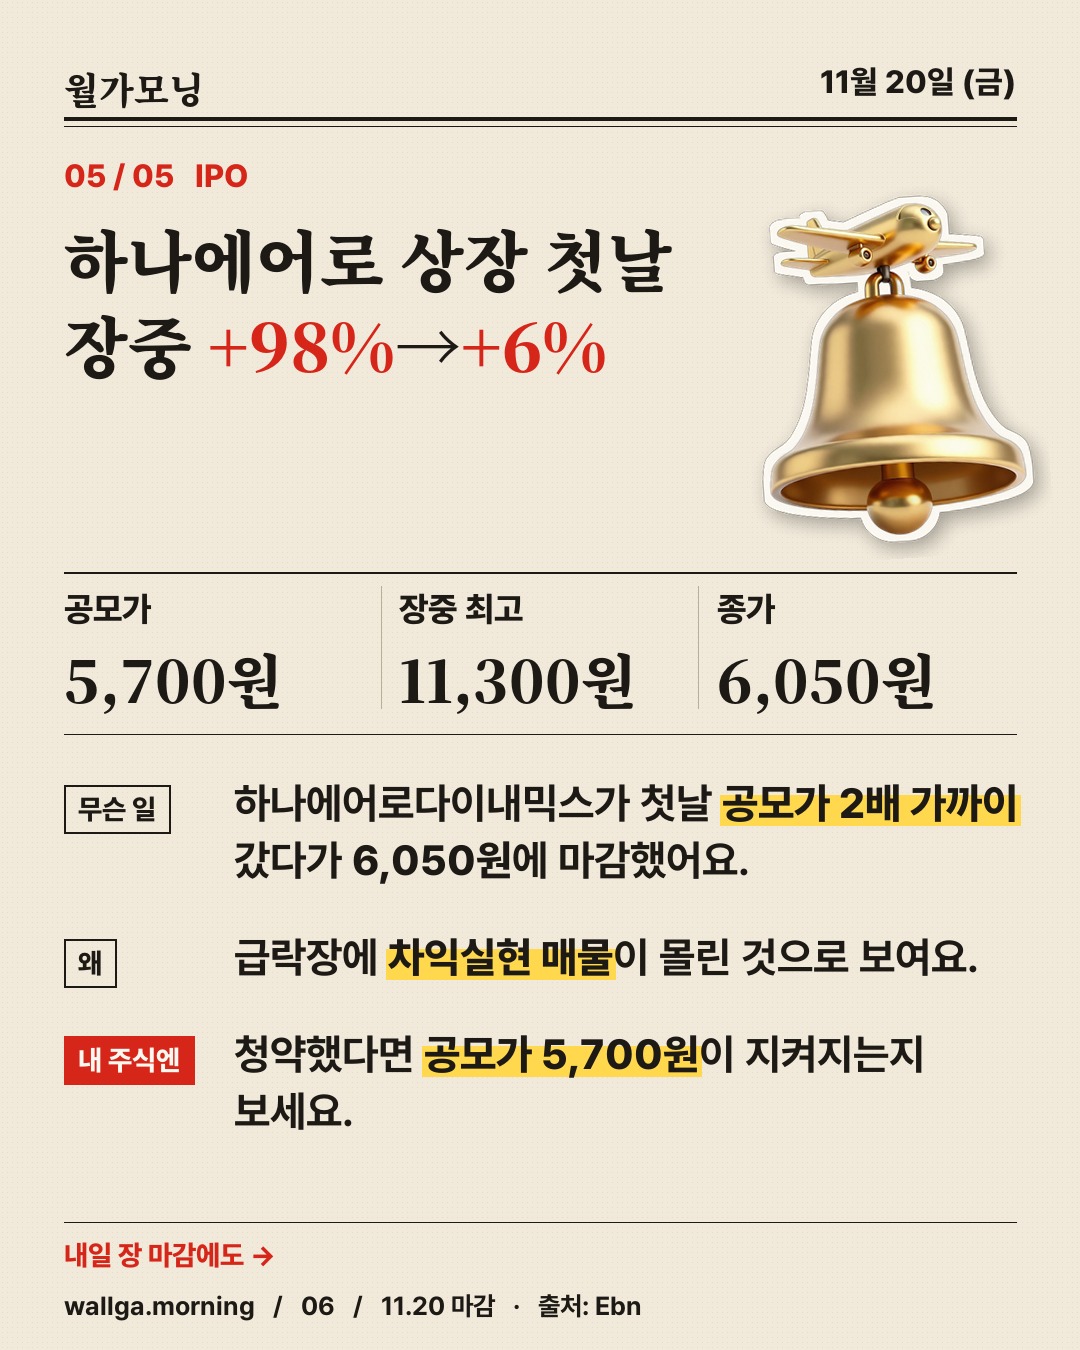 월가모닝
11월 20일 (금)
05 / 05 IPO
하나에어로 상장 첫날
장중 +98%→+6%
공모가
장중 최고
종가
5,700원
11,300원
6,050원
무슨 일
하나에어로다이내믹스가 첫날 공모가 2배 가까이
갔다가 6,050원에 마감했어요.
왜
급락장에 차익실현 매물이 몰린 것으로 보여요.
내 주식엔
청약했다면 공모가 5,700원이 지켜지는지
보세요.
내일 장 마감에도 →
wallga.morning / 06 / 11.20 마감 · 출처: Ebn